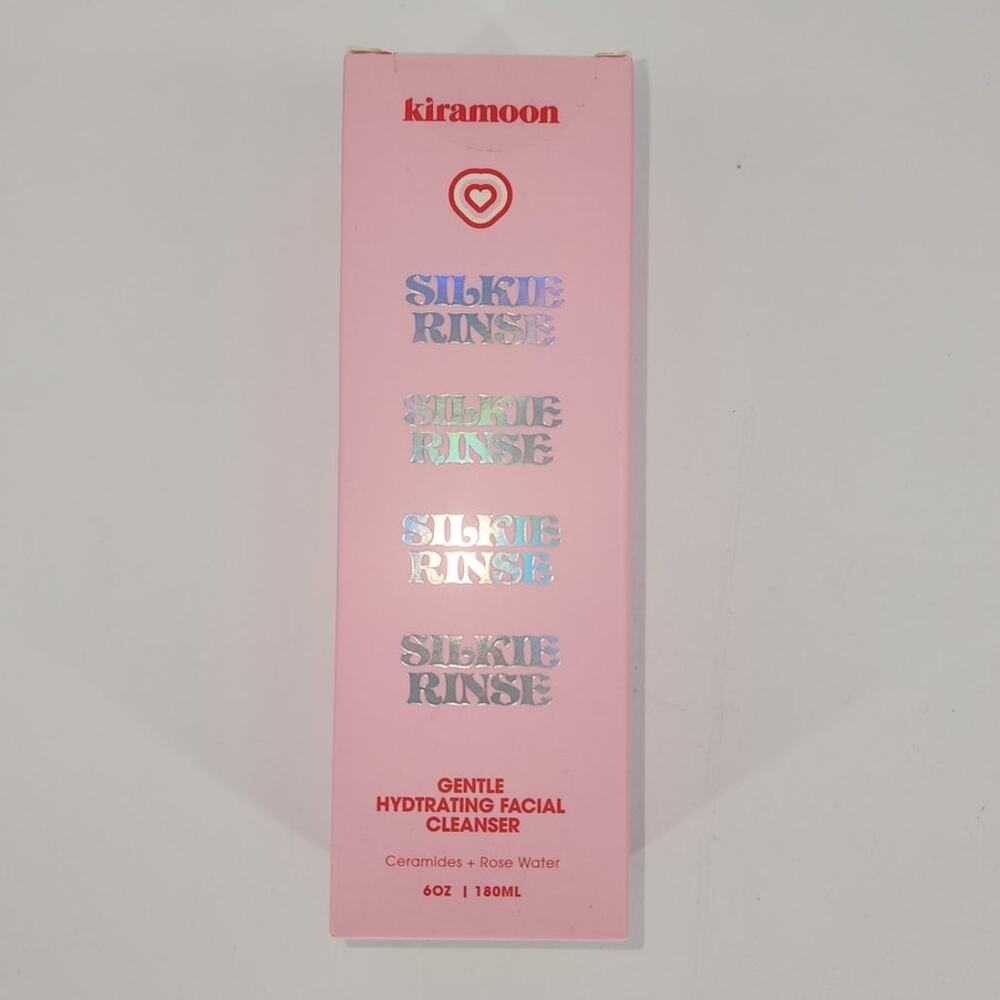 kiramoon
SILKIE
RINSE
SILKIE
RINSE
SILKIE
RINSE
SILKIE
RINSE
GENTLE
HYDTRATING FACIAL
CLEANSER
Ceramides + Rose Water
6OZ | 180ML